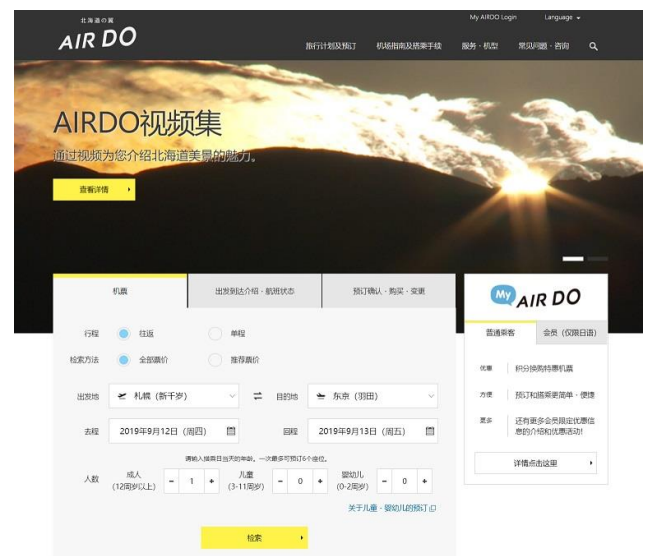 My AIRDO Login Language
北海道の翼
AIR DO
旅行计划及预订 机场指南及搭乘手续 服务・机型 常见问题・咨询
AIRDO视频集
通过视频为您介绍北海道美景的魅力。
查看详情
机票 出发到达介绍・航班状态 预订确认・购买・变更
行程 往返 单程
检索方法 全部票价 推荐票价
出发地 札幌（新千岁） 目的地 东京（羽田）
去程 2019年9月12日（周四） 回程 2019年9月13日（周五）
请输入搭乘日当天的年龄。一次最多可预订6个座位。
人数 成人 (12周岁以上) - 1 + 儿童 (3-11周岁) - 0 + 婴幼儿 (0-2周岁) - 0 +
关于儿童・婴幼儿的预订
检索
My AIR DO
普通乘客 会员（仅限日语）
优惠 积分换购特惠机票
方便 预订和搭乘更简单・便捷
更多 还有更多会员限定优惠信
息的介绍和优惠活动!
详情点击这里